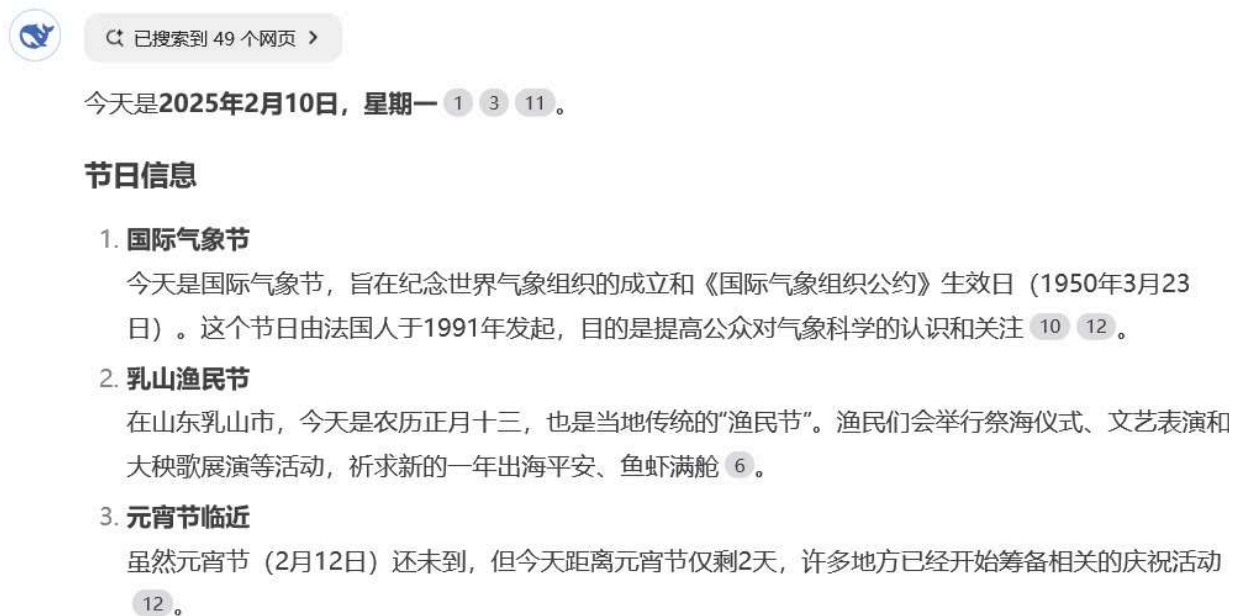 已搜索到 49 个网页 >
今天是2025年2月10日，星期一 1 3 11 。
节日信息
1. 国际气象节
今天是国际气象节，旨在纪念世界气象组织的成立和《国际气象组织公约》生效日（1950年3月23
日）。这个节日由法国人于1991年发起，目的是提高公众对气象科学的认识和关注 10 12 。
2. 乳山渔民节
在山东乳山市，今天是农历正月十三，也是当地传统的“渔民节”。渔民们会举行祭海仪式、文艺表演和
大秧歌展演等活动，祈求新的一年出海平安、鱼虾满舱 6 。
3. 元宵节临近
虽然元宵节（2月12日）还未到，但今天距离元宵节仅剩2天，许多地方已经开始筹备相关的庆祝活动
12 。